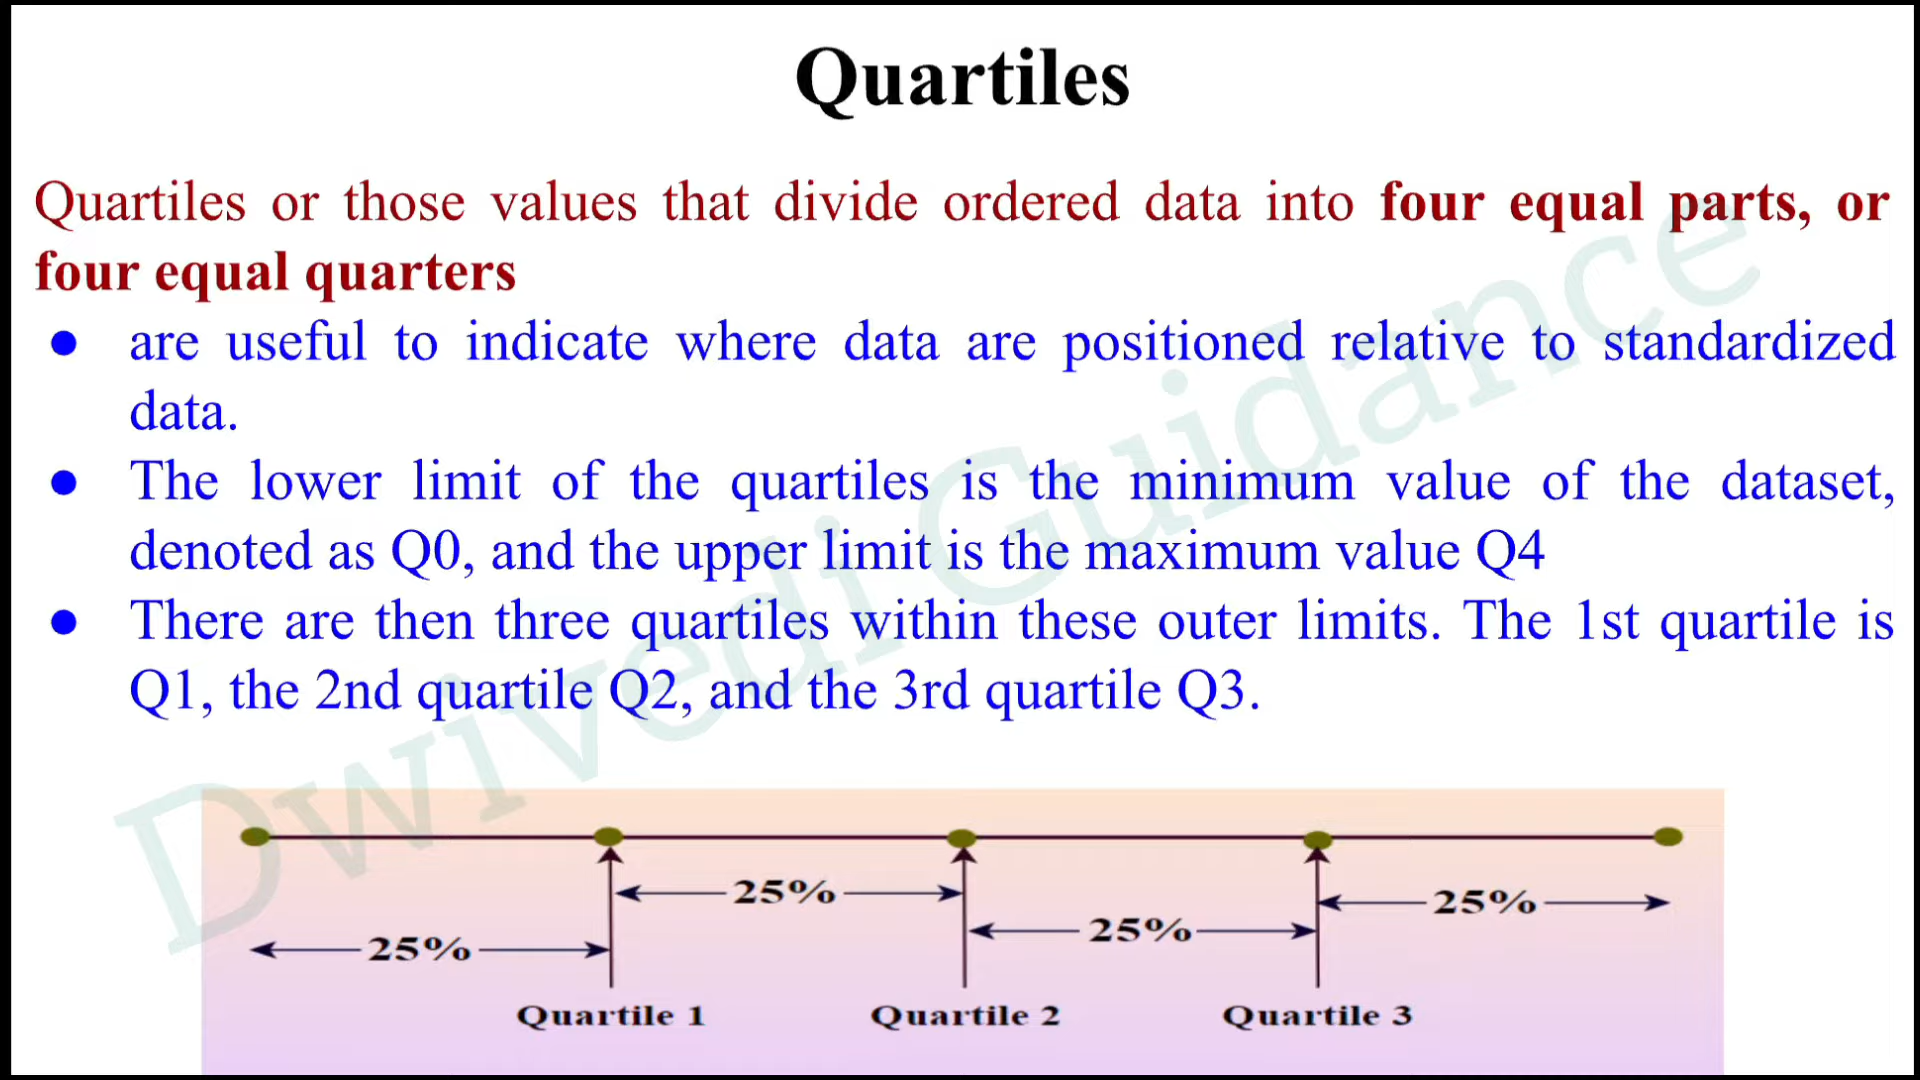 Quartiles
Quartiles or those values that divide ordered data into four equal parts, or
four equal quarters
● are useful to indicate where data are positioned relative to standardized
data.
● The lower limit of the quartiles is the minimum value of the dataset,
denoted as Q0, and the upper limit is the maximum value Q4
● There are then three quartiles within these outer limits. The 1st quartile is
Q1, the 2nd quartile Q2, and the 3rd quartile Q3.
Dwivedi Guidance
25%
25%
25%
25%
Quartile 1
Quartile 2
Quartile 3